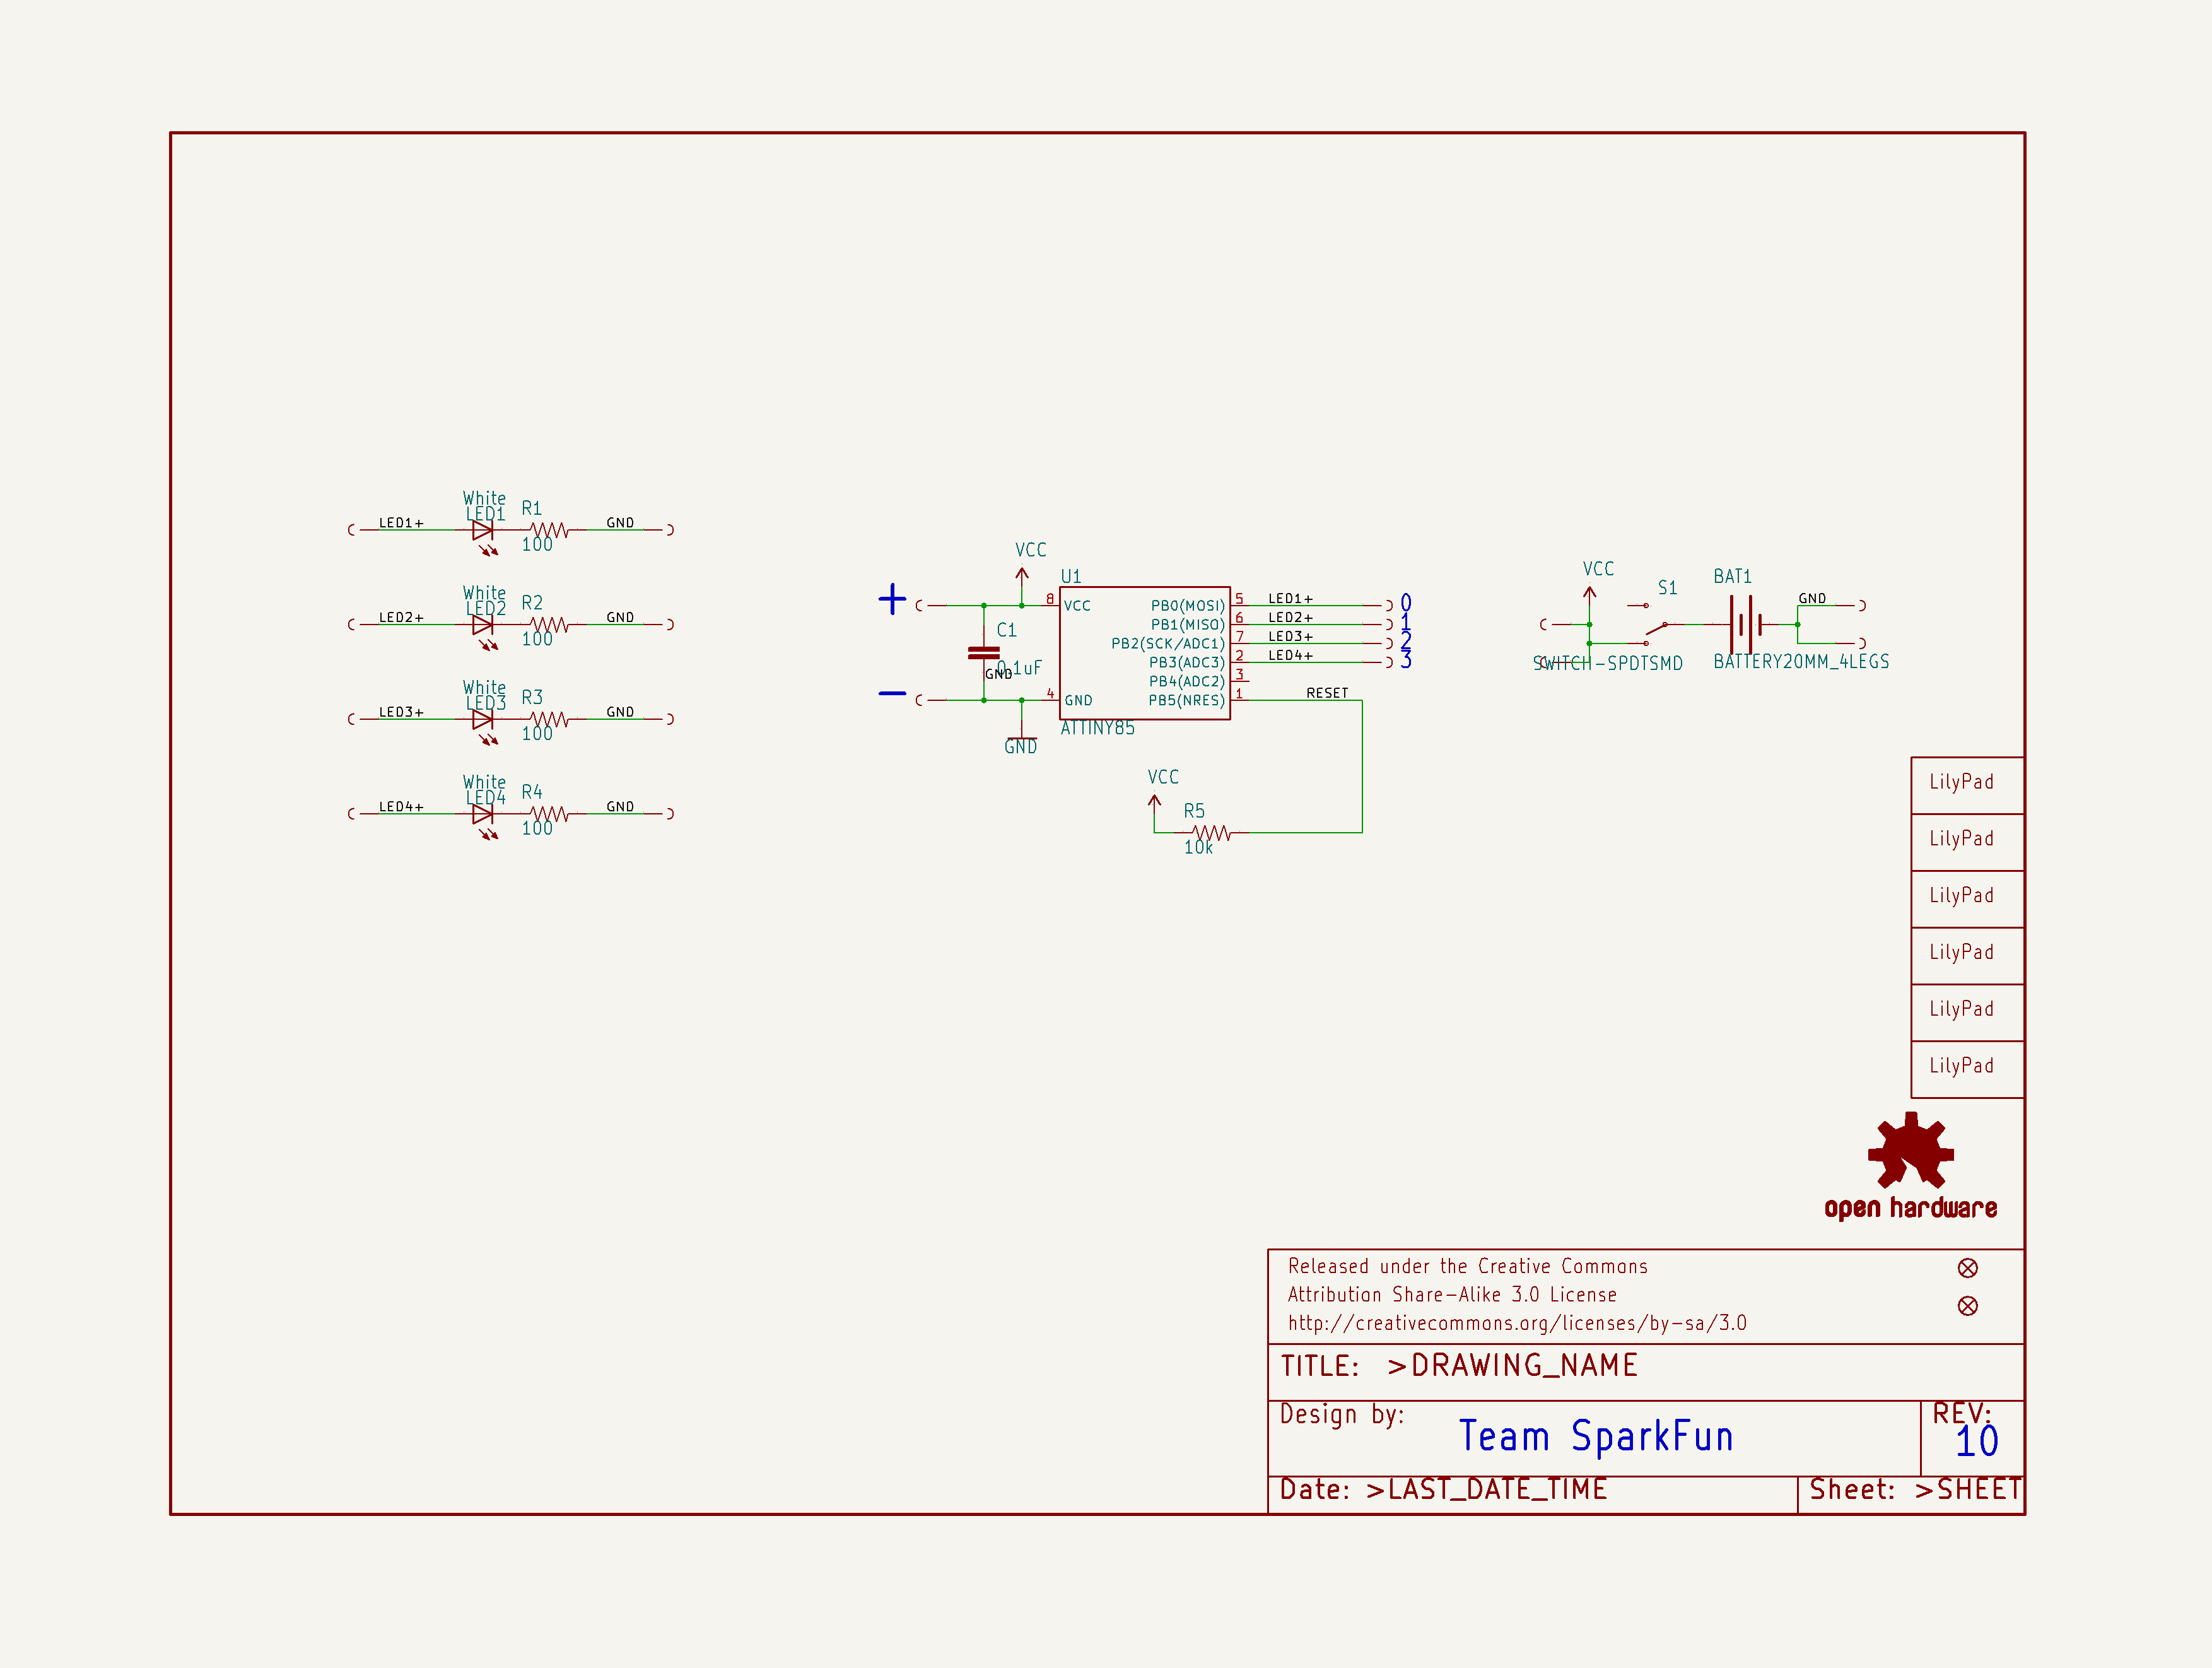 White
LED1
R1
LED1+
GND
100
White
LED2
R2
LED2+
GND
100
White
LED3
R3
LED3+
GND
100
White
LED4
R4
LED4+
GND
100
VCC
U1
+
8
VCC
PB0(MOSI)
5
LED1+
0
PB1(MISO)
6
LED2+
1
C1
PB2(SCK/ADC1)
7
LED3+
2
0.1uF
PB3(ADC3)
2
LED4+
3
GND
PB4(ADC2)
3
−
4
GND
PB5(NRES)
1
RESET
ATTINY85
GND
VCC
R5
10k
VCC
S1
BAT1
GND
SWITCH-SPDTSMD
BATTERY20MM_4LEGS
LilyPad
LilyPad
LilyPad
LilyPad
LilyPad
LilyPad
open hardware
Released under the Creative Commons
Attribution Share-Alike 3.0 License
http://creativecommons.org/licenses/by-sa/3.0
TITLE: >DRAWING_NAME
Design by: Team SparkFun
REV: 10
Date: >LAST_DATE_TIME
Sheet: >SHEET